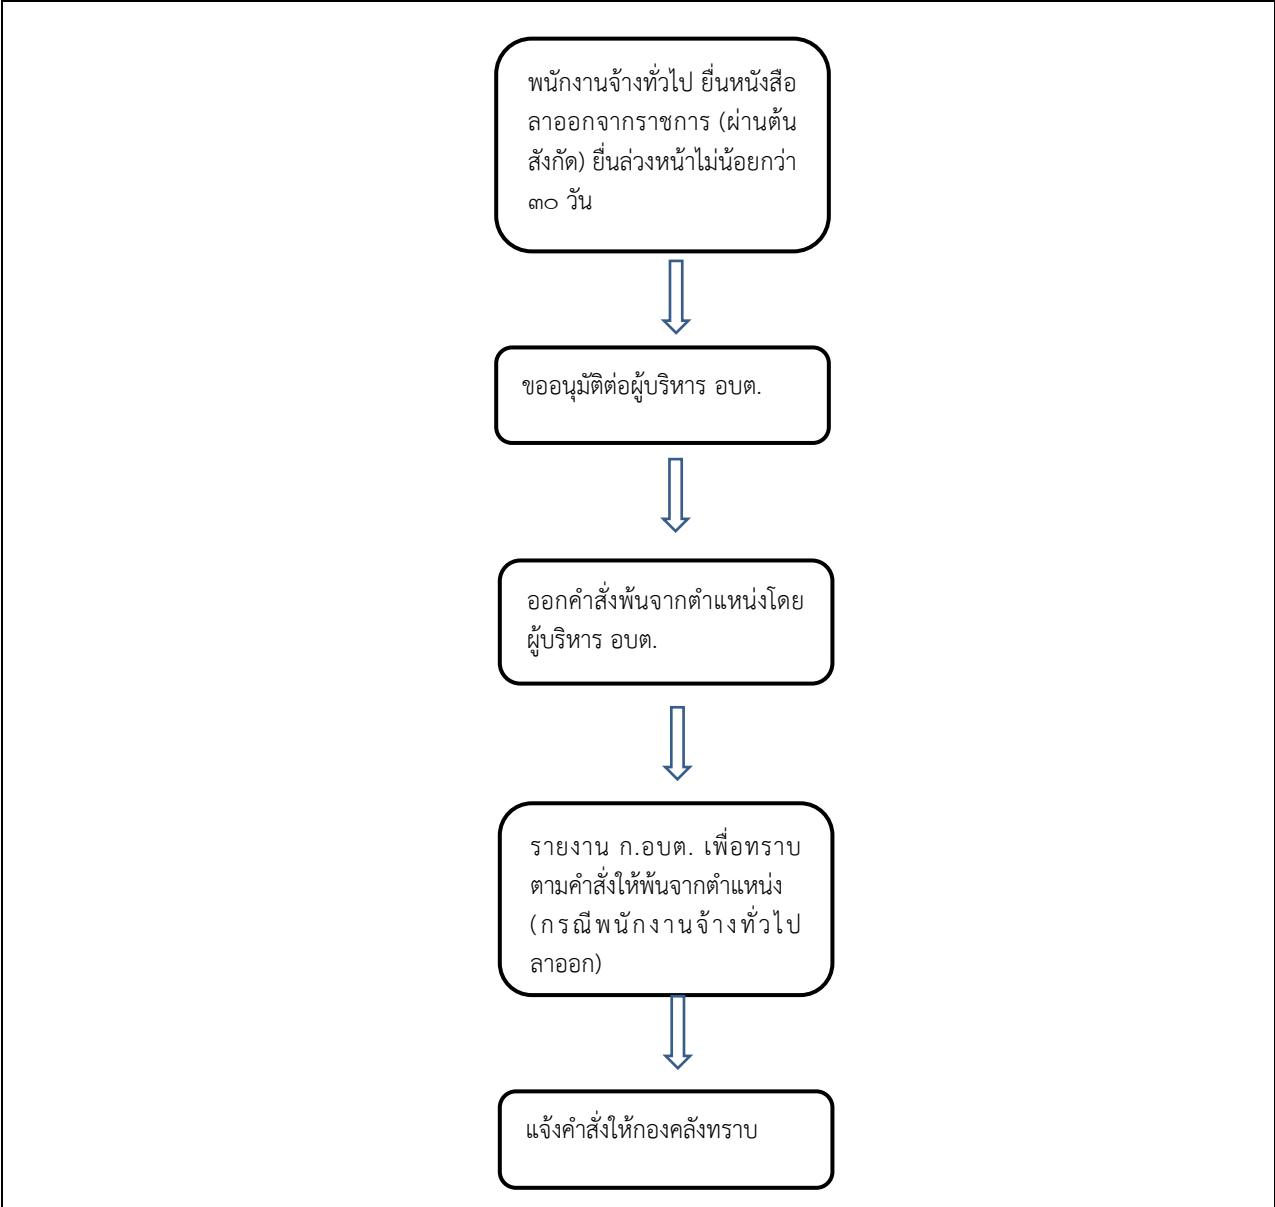 พนักงานจ้างทั่วไป ยื่นหนังสือ
ลาออกจากราชการ (ผ่านต้น
สังกัด) ยื่นล่วงหน้าไม่น้อยกว่า
๓๐ วัน
ขออนุมัติต่อผู้บริหาร อบต.
ออกคำสั่งพ้นจากตำแหน่งโดย
ผู้บริหาร อบต.
รายงาน ก.อบต. เพื่อทราบ
ตามคำสั่งให้พ้นจากตำแหน่ง
(กรณีพนักงานจ้างทั่วไป
ลาออก)
แจ้งคำสั่งให้กองคลังทราบ